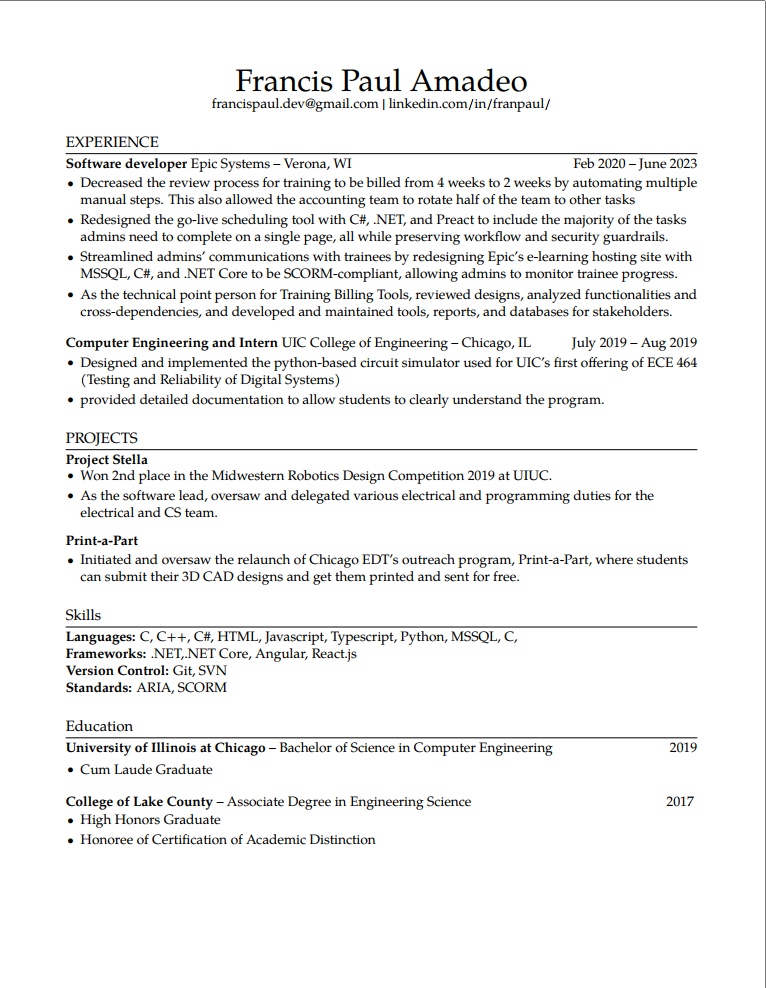 Francis Paul Amadeo
francispaul.dev@gmail.com | linkedin.com/in/franpaul/
EXPERIENCE
Software developer Epic Systems – Verona, WI Feb 2020 – June 2023
• Decreased the review process for training to be billed from 4 weeks to 2 weeks by automating multiple
manual steps. This also allowed the accounting team to rotate half of the team to other tasks
• Redesigned the go-live scheduling tool with C#, .NET, and Preact to include the majority of the tasks
admins need to complete on a single page, all while preserving workflow and security guardrails.
• Streamlined admins’ communications with trainees by redesigning Epic’s e-learning hosting site with
MSSQL, C#, and .NET Core to be SCORM-compliant, allowing admins to monitor trainee progress.
• As the technical point person for Training Billing Tools, reviewed designs, analyzed functionalities and
cross-dependencies, and developed and maintained tools, reports, and databases for stakeholders.
Computer Engineering and Intern UIC College of Engineering – Chicago, IL July 2019 – Aug 2019
• Designed and implemented the python-based circuit simulator used for UIC’s first offering of ECE 464
(Testing and Reliability of Digital Systems)
• provided detailed documentation to allow students to clearly understand the program.
PROJECTS
Project Stella
• Won 2nd place in the Midwestern Robotics Design Competition 2019 at UIUC.
• As the software lead, oversaw and delegated various electrical and programming duties for the
electrical and CS team.
Print-a-Part
• Initiated and oversaw the relaunch of Chicago EDT’s outreach program, Print-a-Part, where students
can submit their 3D CAD designs and get them printed and sent for free.
Skills
Languages: C, C++, C#, HTML, Javascript, Typescript, Python, MSSQL, C,
Frameworks: .NET,.NET Core, Angular, React.js
Version Control: Git, SVN
Standards: ARIA, SCORM
Education
University of Illinois at Chicago – Bachelor of Science in Computer Engineering 2019
• Cum Laude Graduate
College of Lake County – Associate Degree in Engineering Science 2017
• High Honors Graduate
• Honoree of Certification of Academic Distinction